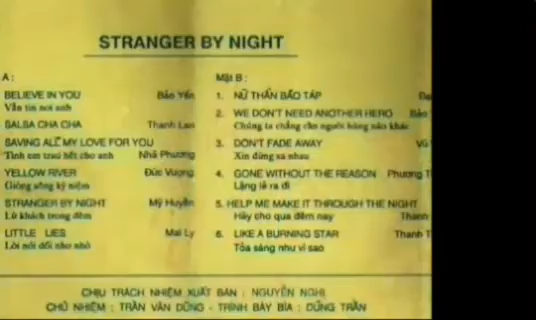 STRANGER BY NIGHT
A :
BELIEVE IN YOU Bảo Yến
Vẫn tin nơi anh
SALSA CHA CHA Thanh Lan
SAVING ALL MY LOVE FOR YOU
Tình em trao hết cho anh Nhã Phương
YELLOW RIVER Đức Vượng
Giòng sông kỷ niệm
STRANGER BY NIGHT Mỹ Huyền
Lữ khách trong đêm
LITTLE LIES Mai Ly
Lời nói dối nho nhỏ
Mặt B :
1. NỮ THẦN BÃO TÁP
2. WE DON'T NEED ANOTHER HERO Bảo
Chúng ta chẳng cần người hùng nào khác
3. DON'T FADE AWAY
Xin đừng xa nhau
4. GONE WITHOUT THE REASON Phương T
Lặng lẽ ra đi
5. HELP ME MAKE IT THROUGH THE NIGHT
Hãy cho qua đêm nay Thanh
6. LIKE A BURNING STAR Thanh T
Tỏa sáng như vì sao
CHỊU TRÁCH NHIỆM XUẤT BẢN : NGUYÊN NGHI
CHỦ NHIỆM : TRẦN VĂN DŨNG - TRÌNH BÀY BÌA : DŨNG TRẦN